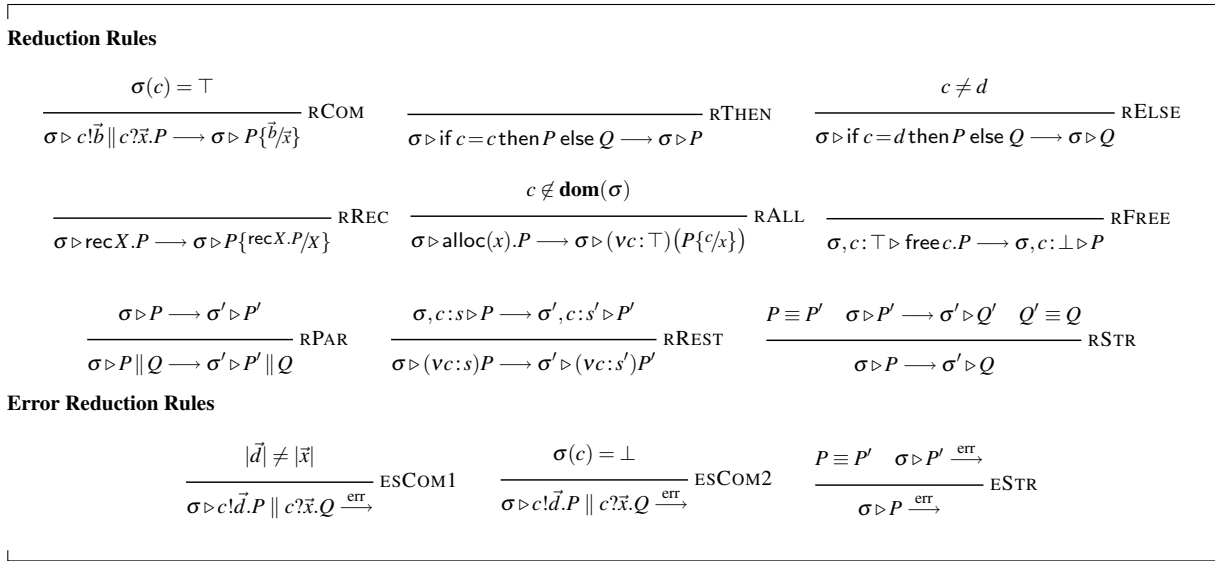 Reduction Rules
σ(c) = ⊤
σ ▹ c!b⃗ ∥ c?x⃗.P ⟶ σ ▹ P{b⃗/x⃗} RCOM
σ ▹ if c=c then P else Q ⟶ σ ▹ P RTHEN
c ≠ d
σ ▹ if c=d then P else Q ⟶ σ ▹ Q RELSE
σ ▹ rec X.P ⟶ σ ▹ P{rec X.P/X} RREC
c ∉ dom(σ)
σ ▹ alloc(x).P ⟶ σ ▹ (νc:⊤)(P{c/x}) RALL
σ, c:⊤ ▹ free c.P ⟶ σ, c:⊥ ▹ P RFREE
σ ▹ P ⟶ σ′ ▹ P′
σ ▹ P ∥ Q ⟶ σ′ ▹ P′ ∥ Q RPAR
σ, c:s ▹ P ⟶ σ′, c:s′ ▹ P′
σ ▹ (νc:s)P ⟶ σ′ ▹ (νc:s′)P′ RREST
P ≡ P′ σ ▹ P′ ⟶ σ′ ▹ Q′ Q′ ≡ Q
σ ▹ P ⟶ σ′ ▹ Q RSTR
Error Reduction Rules
|d⃗| ≠ |x⃗|
σ ▹ c!d⃗.P ∥ c?x⃗.Q ⟶err ESCOM1
σ(c) = ⊥
σ ▹ c!d⃗.P ∥ c?x⃗.Q ⟶err ESCOM2
P ≡ P′ σ ▹ P′ ⟶err
σ ▹ P ⟶err ESTR